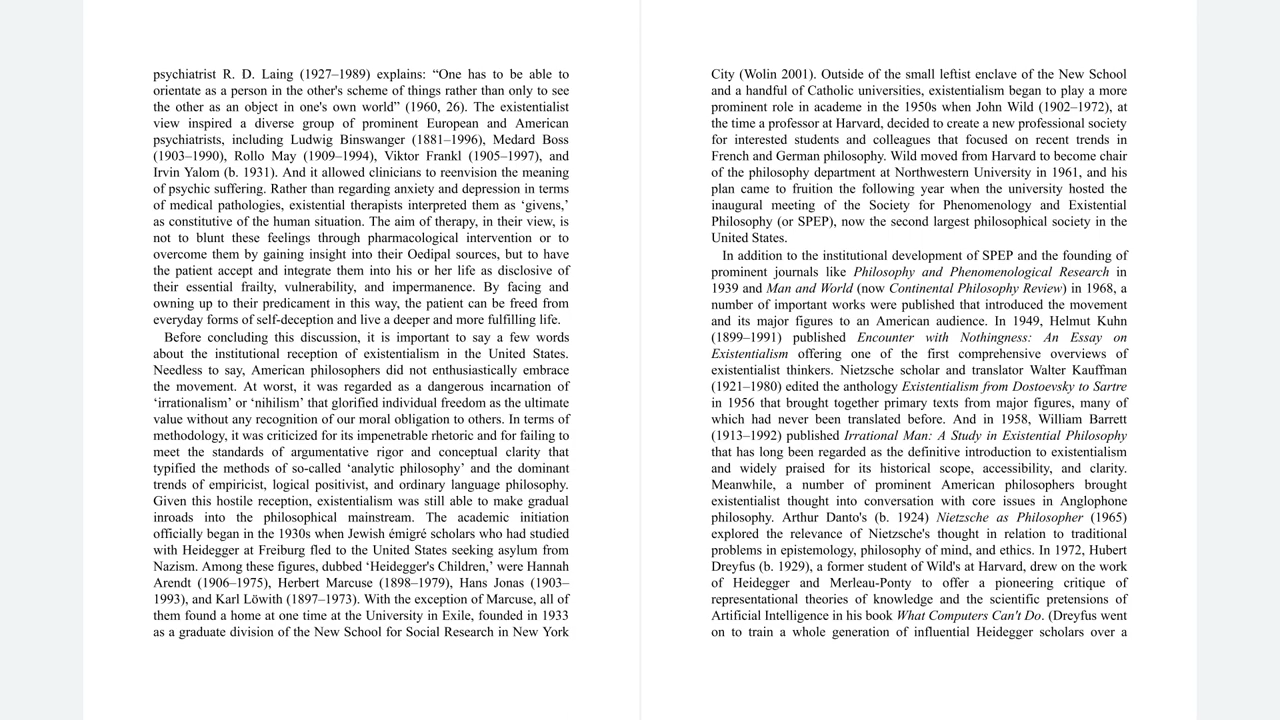 psychiatrist R. D. Laing (1927–1989) explains: “One has to be able to
orientate as a person in the other's scheme of things rather than only to see
the other as an object in one's own world” (1960, 26). The existentialist
view inspired a diverse group of prominent European and American
psychiatrists, including Ludwig Binswanger (1881–1996), Medard Boss
(1903–1990), Rollo May (1909–1994), Viktor Frankl (1905–1997), and
Irvin Yalom (b. 1931). And it allowed clinicians to reenvision the meaning
of psychic suffering. Rather than regarding anxiety and depression in terms
of medical pathologies, existential therapists interpreted them as ‘givens,’
as constitutive of the human situation. The aim of therapy, in their view, is
not to blunt these feelings through pharmacological intervention or to
overcome them by gaining insight into their Oedipal sources, but to have
the patient accept and integrate them into his or her life as disclosive of
their essential frailty, vulnerability, and impermanence. By facing and
owning up to their predicament in this way, the patient can be freed from
everyday forms of self-deception and live a deeper and more fulfilling life.
Before concluding this discussion, it is important to say a few words
about the institutional reception of existentialism in the United States.
Needless to say, American philosophers did not enthusiastically embrace
the movement. At worst, it was regarded as a dangerous incarnation of
‘irrationalism’ or ‘nihilism’ that glorified individual freedom as the ultimate
value without any recognition of our moral obligation to others. In terms of
methodology, it was criticized for its impenetrable rhetoric and for failing to
meet the standards of argumentative rigor and conceptual clarity that
typified the methods of so-called ‘analytic philosophy’ and the dominant
trends of empiricist, logical positivist, and ordinary language philosophy.
Given this hostile reception, existentialism was still able to make gradual
inroads into the philosophical mainstream. The academic initiation
officially began in the 1930s when Jewish émigré scholars who had studied
with Heidegger at Freiburg fled to the United States seeking asylum from
Nazism. Among these figures, dubbed ‘Heidegger's Children,’ were Hannah
Arendt (1906–1975), Herbert Marcuse (1898–1979), Hans Jonas (1903–
1993), and Karl Löwith (1897–1973). With the exception of Marcuse, all of
them found a home at one time at the University in Exile, founded in 1933
as a graduate division of the New School for Social Research in New York
City (Wolin 2001). Outside of the small leftist enclave of the New School
and a handful of Catholic universities, existentialism began to play a more
prominent role in academe in the 1950s when John Wild (1902–1972), at
the time a professor at Harvard, decided to create a new professional society
for interested students and colleagues that focused on recent trends in
French and German philosophy. Wild moved from Harvard to become chair
of the philosophy department at Northwestern University in 1961, and his
plan came to fruition the following year when the university hosted the
inaugural meeting of the Society for Phenomenology and Existential
Philosophy (or SPEP), now the second largest philosophical society in the
United States.
In addition to the institutional development of SPEP and the founding of
prominent journals like Philosophy and Phenomenological Research in
1939 and Man and World (now Continental Philosophy Review) in 1968, a
number of important works were published that introduced the movement
and its major figures to an American audience. In 1949, Helmut Kuhn
(1899–1991) published Encounter with Nothingness: An Essay on
Existentialism offering one of the first comprehensive overviews of
existentialist thinkers. Nietzsche scholar and translator Walter Kauffman
(1921–1980) edited the anthology Existentialism from Dostoevsky to Sartre
in 1956 that brought together primary texts from major figures, many of
which had never been translated before. And in 1958, William Barrett
(1913–1992) published Irrational Man: A Study in Existential Philosophy
that has long been regarded as the definitive introduction to existentialism
and widely praised for its historical scope, accessibility, and clarity.
Meanwhile, a number of prominent American philosophers brought
existentialist thought into conversation with core issues in Anglophone
philosophy. Arthur Danto's (b. 1924) Nietzsche as Philosopher (1965)
explored the relevance of Nietzsche's thought in relation to traditional
problems in epistemology, philosophy of mind, and ethics. In 1972, Hubert
Dreyfus (b. 1929), a former student of Wild's at Harvard, drew on the work
of Heidegger and Merleau-Ponty to offer a pioneering critique of
representational theories of knowledge and the scientific pretensions of
Artificial Intelligence in his book What Computers Can't Do. (Dreyfus went
on to train a whole generation of influential Heidegger scholars over a